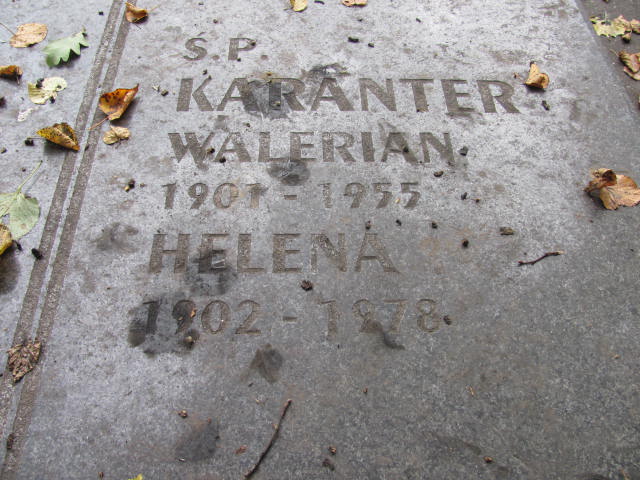 S.P.
KARANTER
WALERIAN
1901 - 1955
HELENA
1902 - 1978